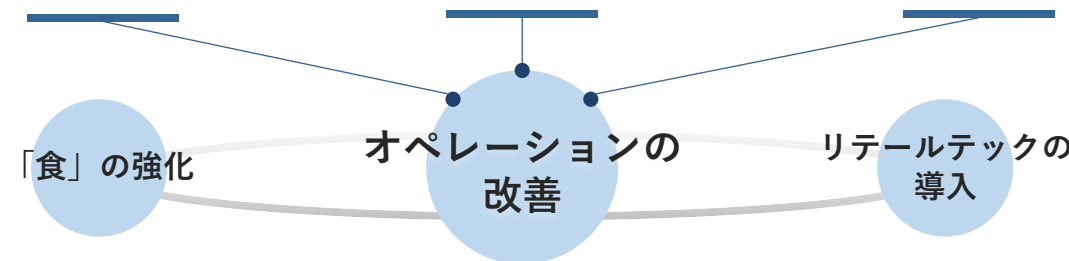 「食」の強化
オペレーションの
改善
リテールテックの
導入